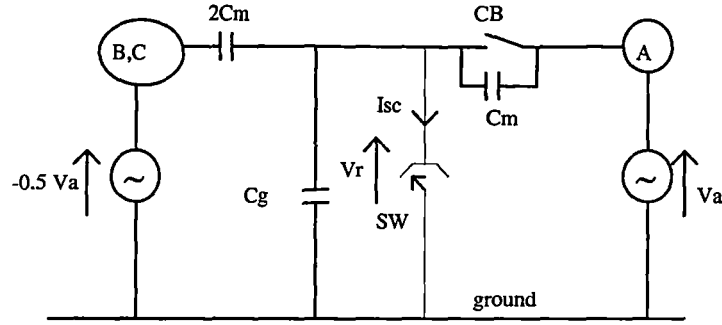 2Cm
CB
B,C
A
Isc
Cm
-0.5 Va
~
Cg
Vr
SW
~
Va
ground